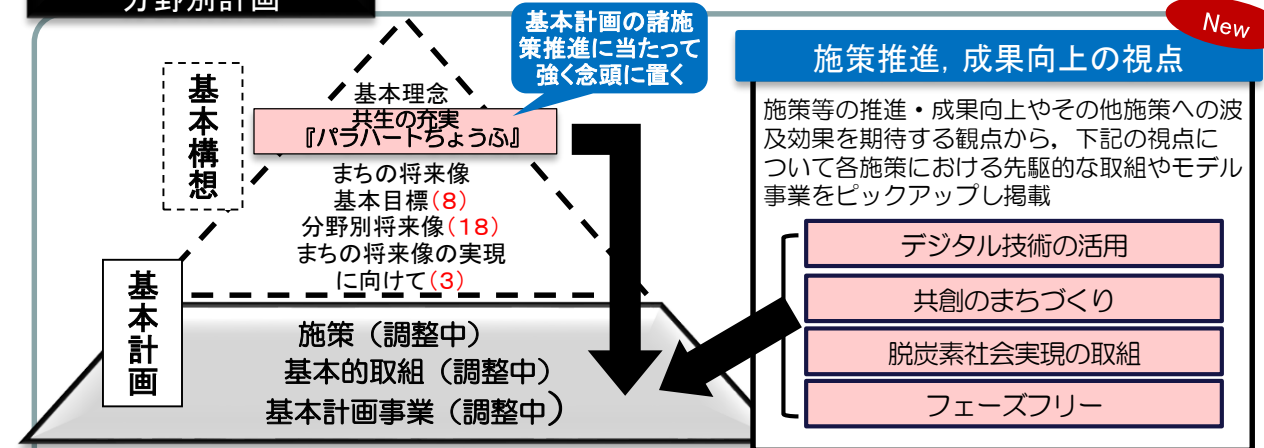 分野別計画
基本計画の諸施
策推進に当たって
強く念頭に置く
New
施策推進，成果向上の視点
基本構想
基本理念
共生の充実
『パラハートちょうふ』
まちの将来像
基本目標(8)
分野別将来像(18)
まちの将来像の実現
に向けて(3)
施策等の推進・成果向上やその他施策への波
及効果を期待する観点から，下記の視点に
ついて各施策における先駆的な取組やモデル
事業をピックアップし掲載
デジタル技術の活用
共創のまちづくり
脱炭素社会実現の取組
フェーズフリー
基本計画
施策（調整中）
基本的取組（調整中）
基本計画事業（調整中）